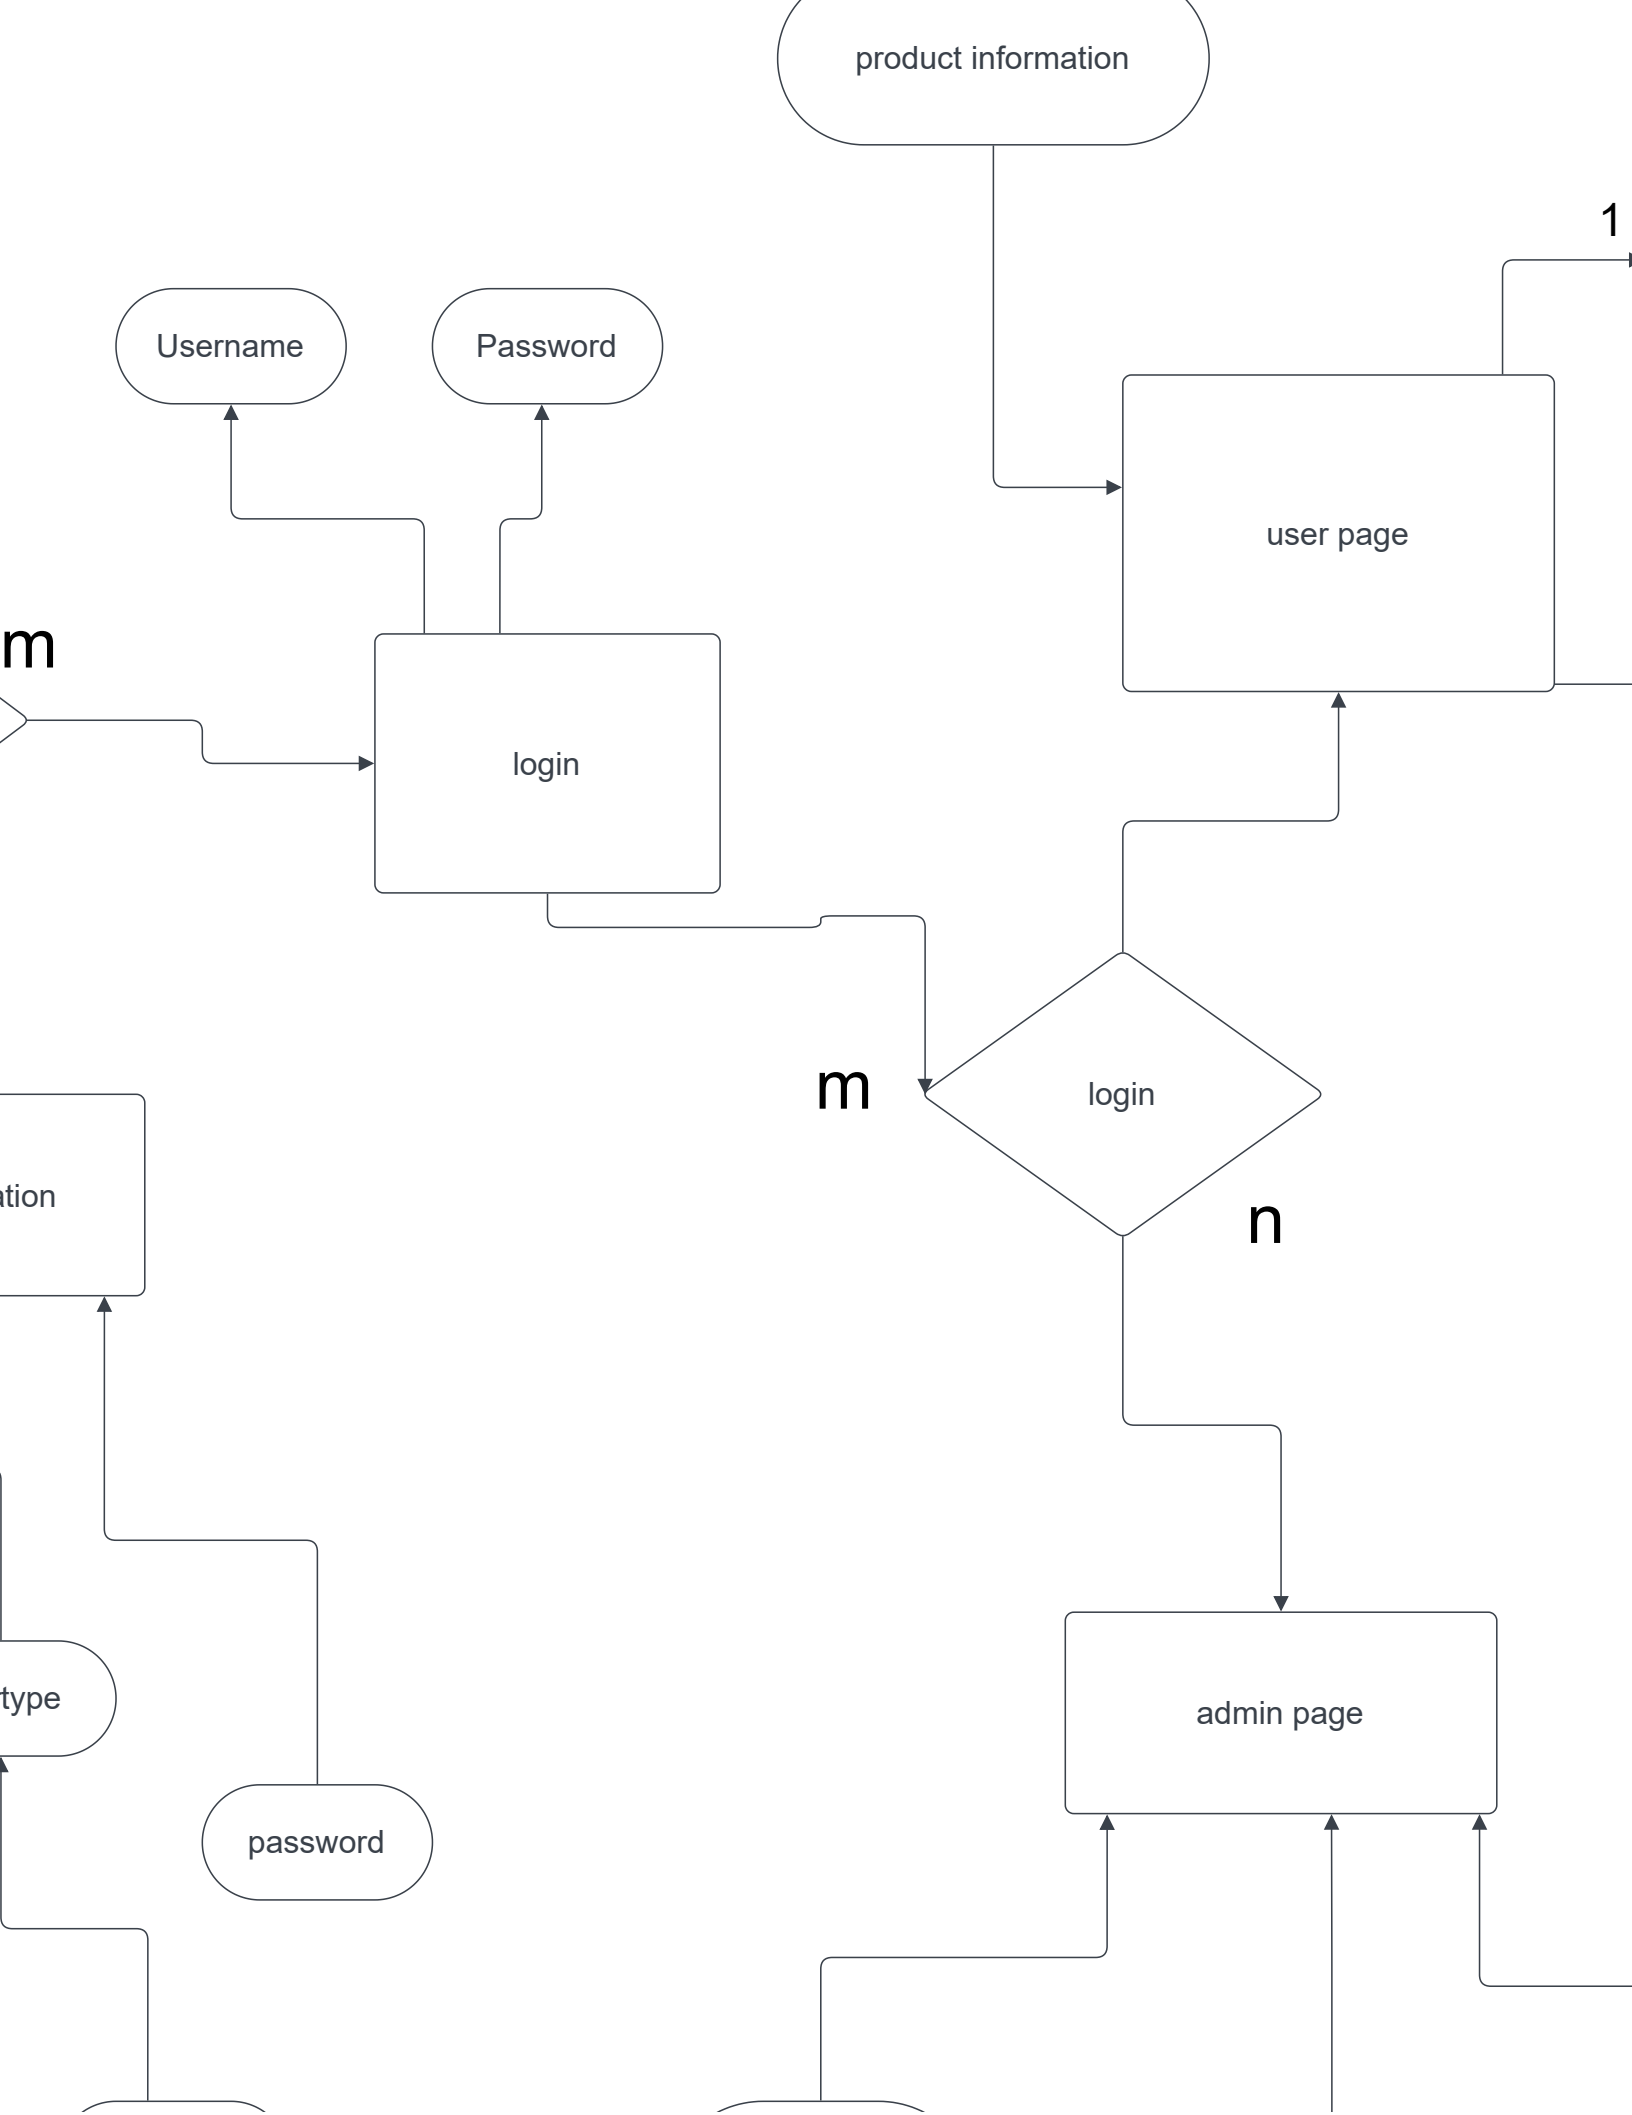 product information
1
Username
Password
user page
m
login
m
login
ation
n
type
admin page
password